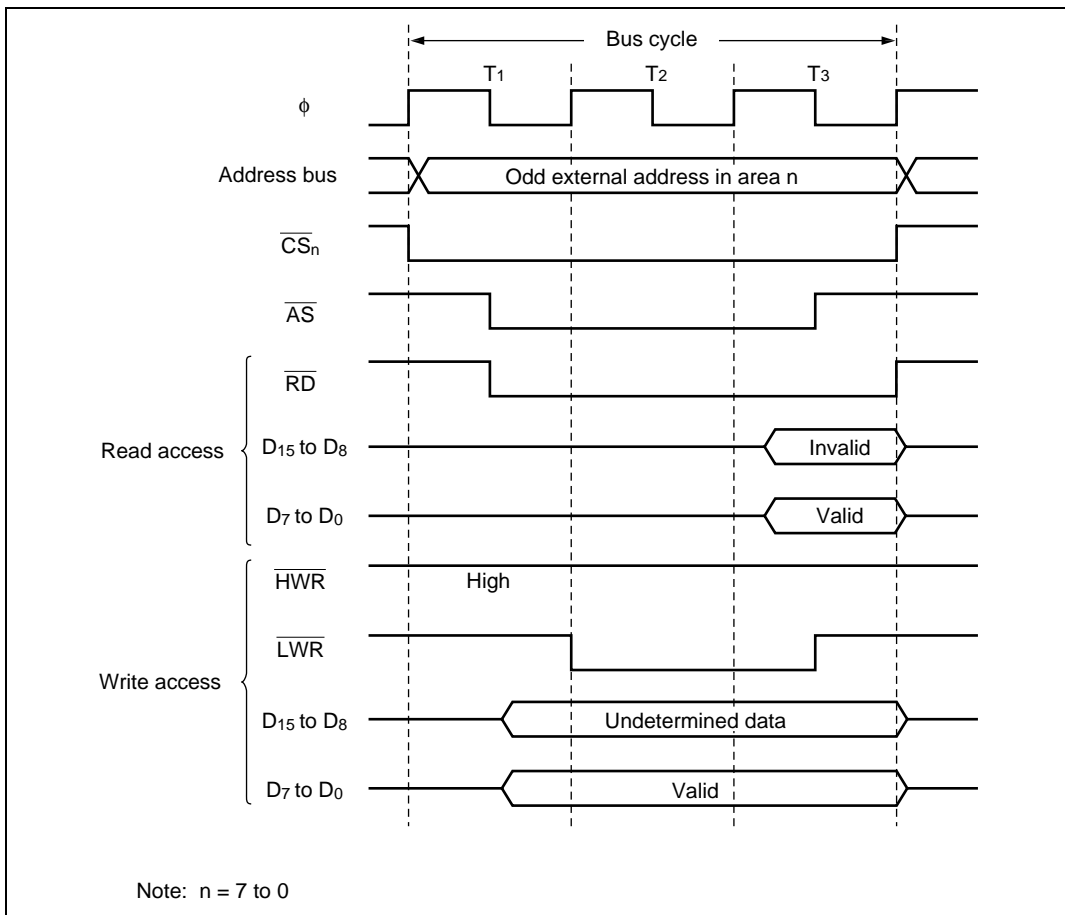 Bus cycle
T1 T2 T3
φ
Address bus Odd external address in area n
CSn
AS
RD
Read access D15 to D8 Invalid
D7 to D0 Valid
HWR High
LWR
Write access D15 to D8 Undetermined data
D7 to D0 Valid
Note: n = 7 to 0